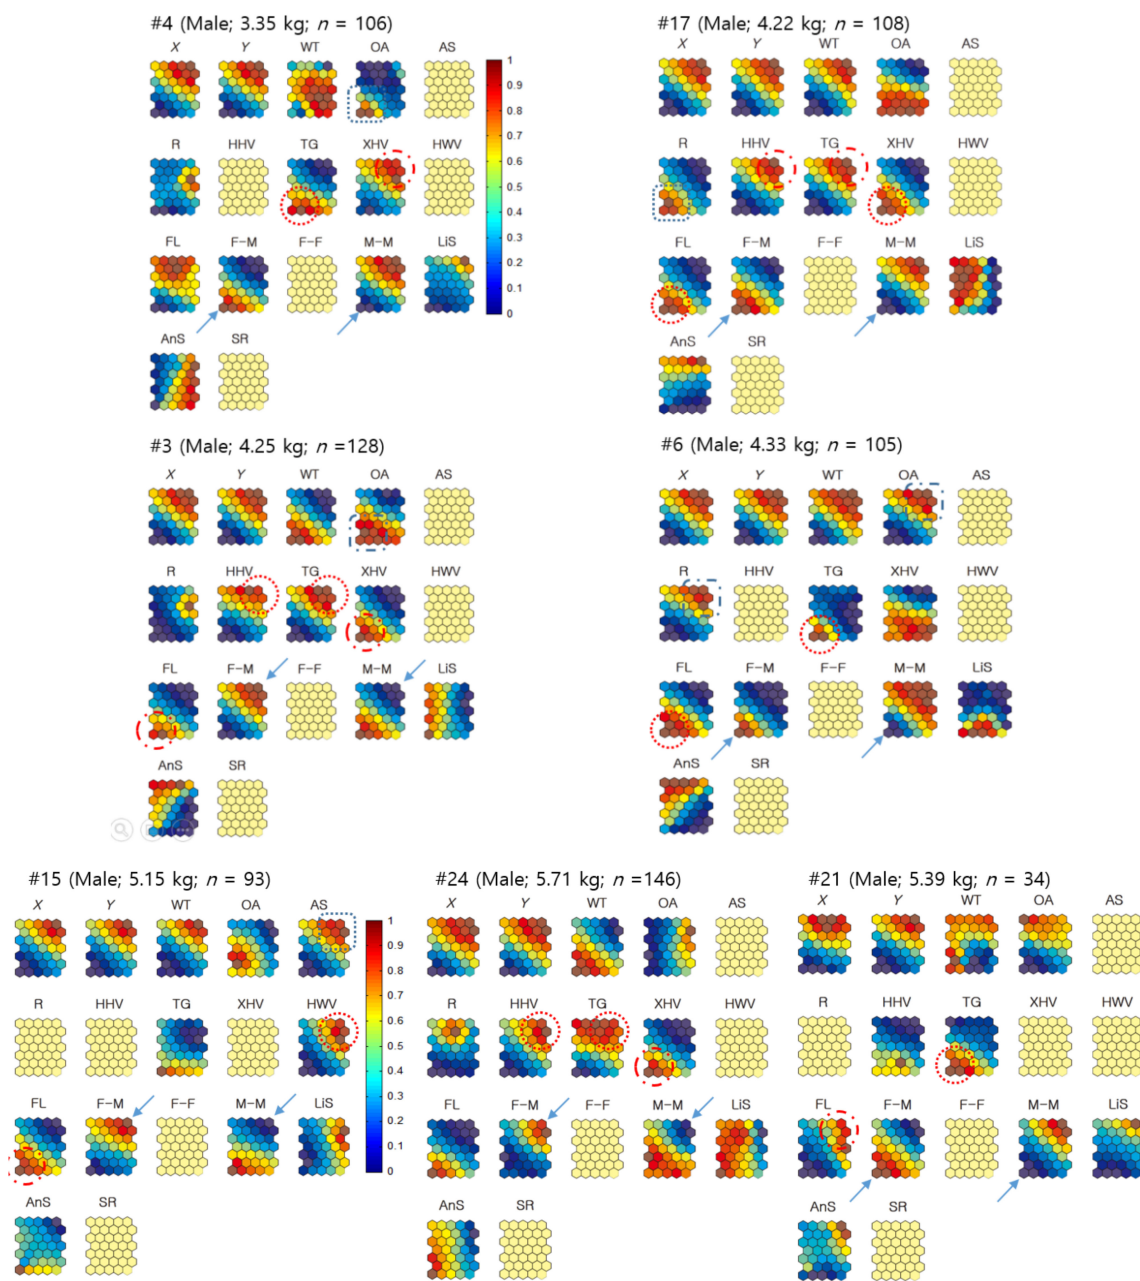 #4 (Male; 3.35 kg; n = 106)
X Y WT OA AS
R HHV TG XHV HWV
FL F-M F-F M-M LiS
AnS SR
1
0.9
0.8
0.7
0.6
0.5
0.4
0.3
0.2
0.1
0
#17 (Male; 4.22 kg; n = 108)
X Y WT OA AS
R HHV TG XHV HWV
FL F-M F-F M-M LiS
AnS SR
#3 (Male; 4.25 kg; n =128)
X Y WT OA AS
R HHV TG XHV HWV
FL F-M F-F M-M LiS
AnS SR
#6 (Male; 4.33 kg; n = 105)
X Y WT OA AS
R HHV TG XHV HWV
FL F-M F-F M-M LiS
AnS SR
#15 (Male; 5.15 kg; n = 93)
X Y WT OA AS
R HHV TG XHV HWV
FL F-M F-F M-M LiS
AnS SR
1
0.9
0.8
0.7
0.6
0.5
0.4
0.3
0.2
0.1
0
#24 (Male; 5.71 kg; n =146)
X Y WT OA AS
R HHV TG XHV HWV
FL F-M F-F M-M LiS
AnS SR
#21 (Male; 5.39 kg; n = 34)
X Y WT OA AS
R HHV TG XHV HWV
FL F-M F-F M-M LiS
AnS SR